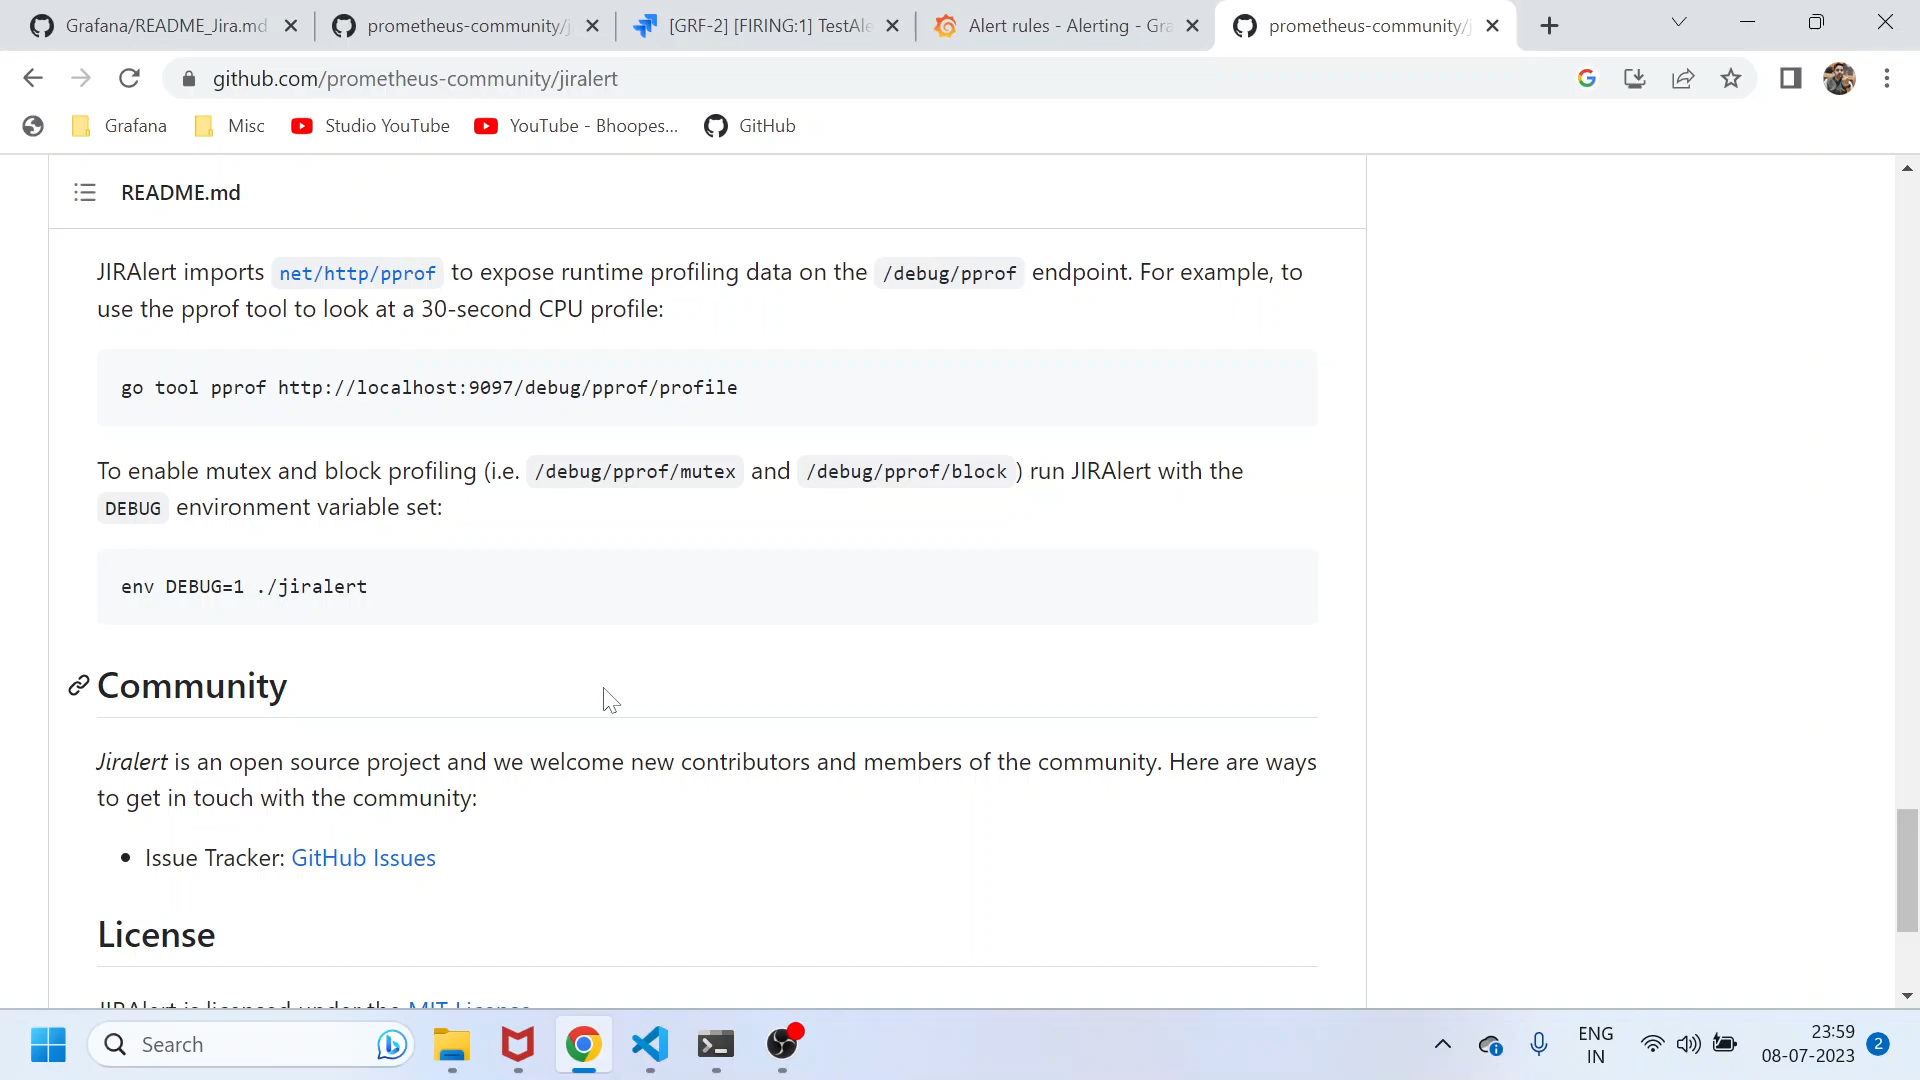 Grafana/README_Jira.md
prometheus-community/j
[GRF-2] [FIRING:1] TestAle
Alert rules - Alerting - Gra
prometheus-community/j
github.com/prometheus-community/jiralert
Grafana
Misc
Studio YouTube
YouTube - Bhoopes...
GitHub
README.md
JIRAlert imports net/http/pprof to expose runtime profiling data on the /debug/pprof endpoint. For example, to
use the pprof tool to look at a 30-second CPU profile:
go tool pprof http://localhost:9097/debug/pprof/profile
To enable mutex and block profiling (i.e. /debug/pprof/mutex and /debug/pprof/block) run JIRAlert with the
DEBUG environment variable set:
env DEBUG=1 ./jiralert
Community
Jiralert is an open source project and we welcome new contributors and members of the community. Here are ways
to get in touch with the community:
• Issue Tracker: GitHub Issues
License
JIRAlert is licensed under the MIT License
Search
ENG
IN
23:59
08-07-2023
2